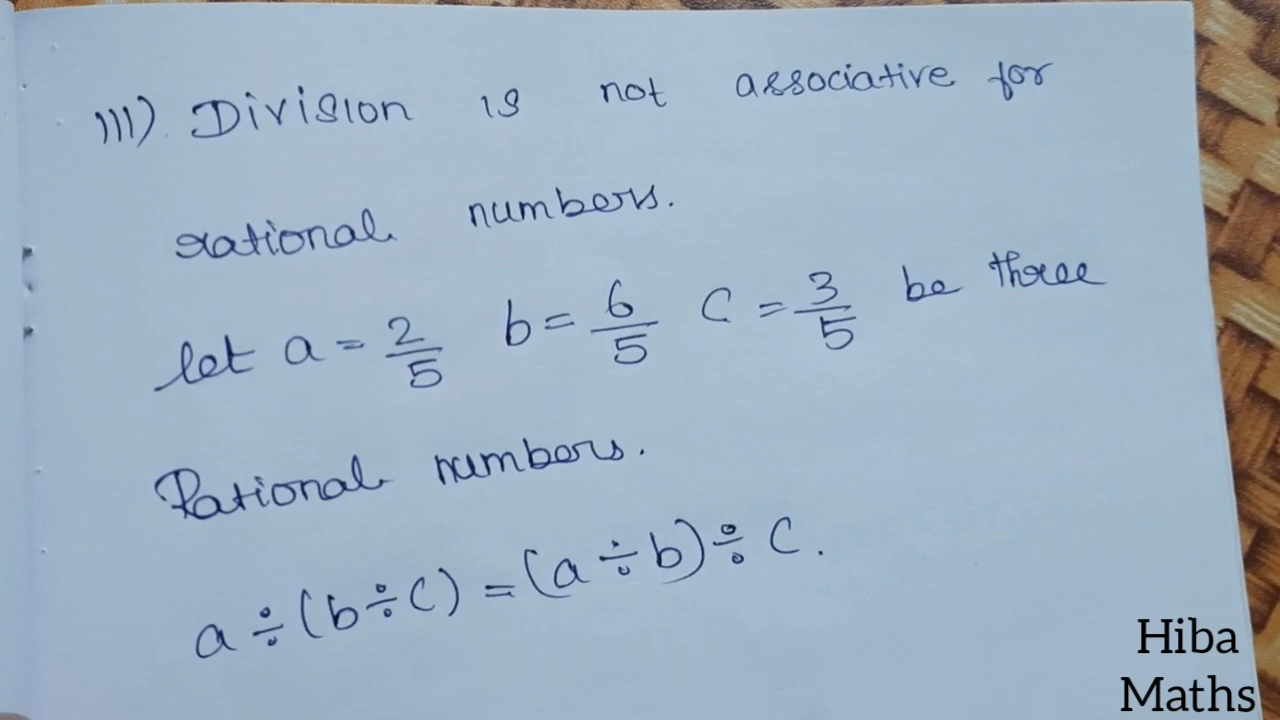 III) Division is not associative for
rational numbers.
let a = 2/5 b = 6/5 c = 3/5 be three
Rational numbers.
a ÷ (b ÷ c) = (a ÷ b) ÷ c.
Hiba
Maths